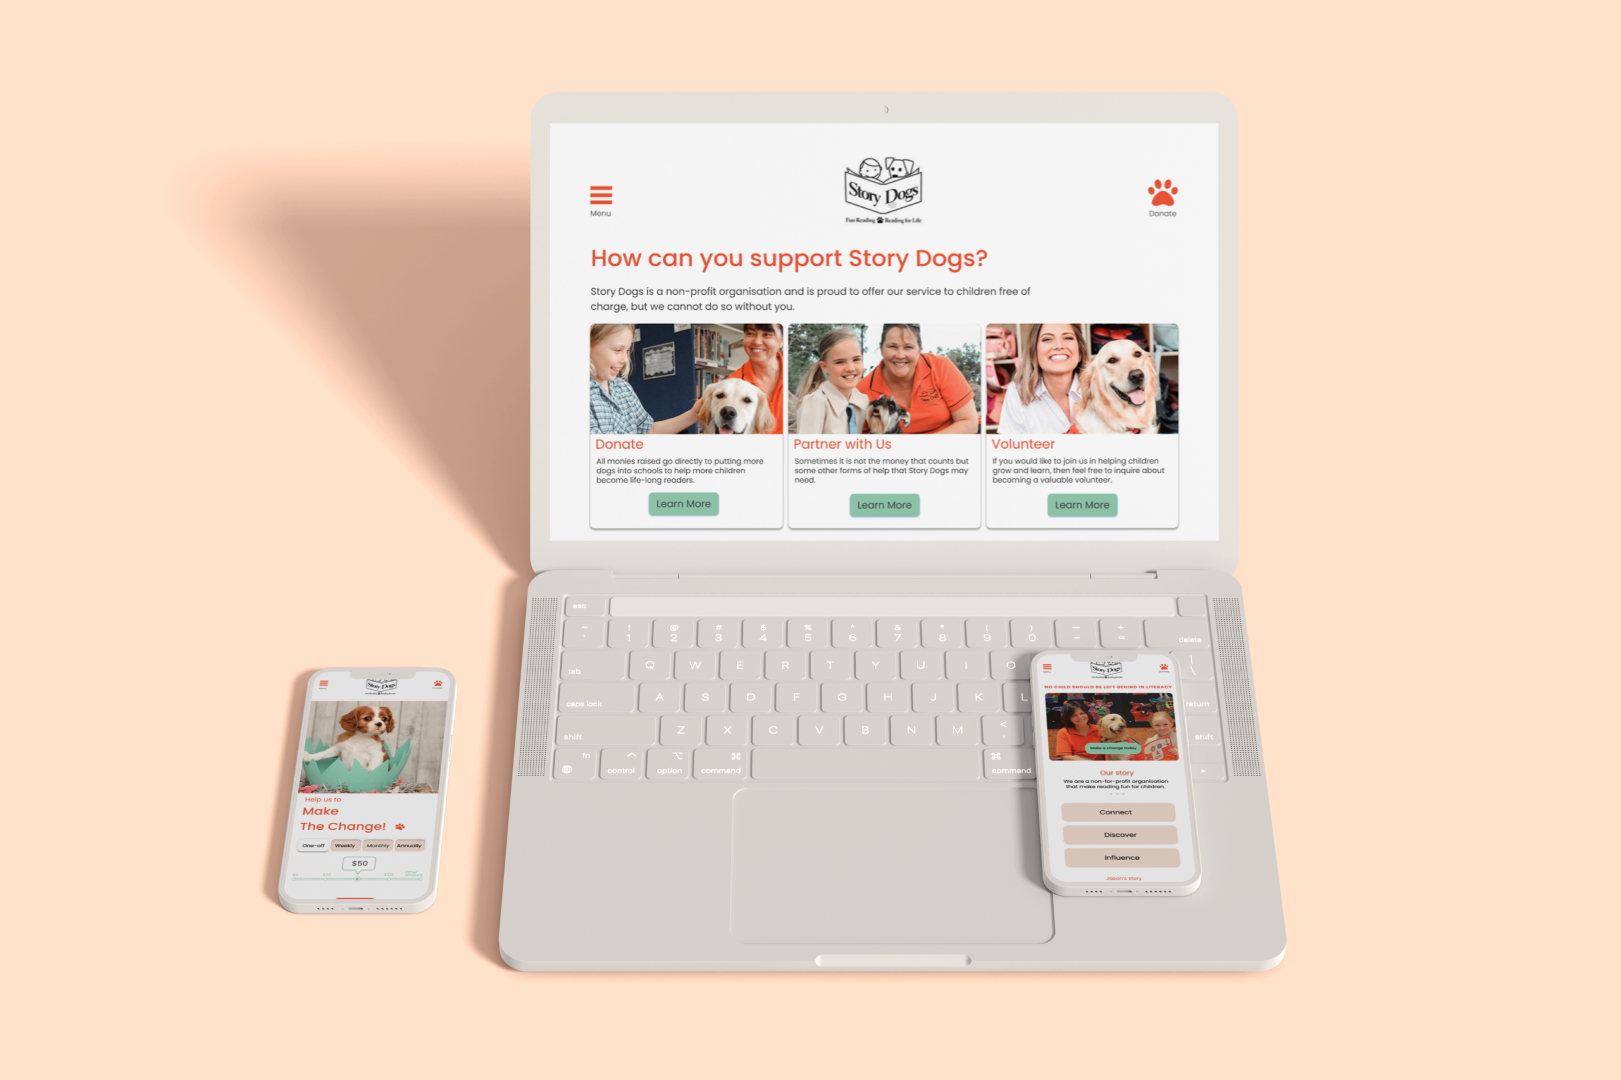 Story Dogs
Fun Reading Reading for Life
Menu
Donate
How can you support Story Dogs?
Story Dogs is a non-profit organisation and is proud to offer our service to children free of
charge, but we cannot do so without you.
Donate
All monies raised go directly to putting more
dogs into schools to help more children
become life-long readers.
Learn More
Partner with Us
Sometimes it is not the money that counts but
some other forms of help that Story Dogs may
need.
Learn More
Volunteer
If you would like to join us in helping children
grow and learn, then feel free to inquire about
becoming a valuable volunteer.
Learn More
esc
! @ # $ % ^ & * ( ) — +
1 2 3 4 5 6 7 8 9 0 - =
delete
tab Q W E R T Y U I O
caps lock A S D F G H J K L
return
shift Z X C V B N M <
shift
fn
control option command
⌘
command
Story Dogs
Help us to
Make
The Change!
One-off Weekly Monthly Annually
$50
Story Dogs
NO CHILD SHOULD BE LEFT BEHIND IN LITERACY
Make a change today
Our story
We are a non-for-profit organisation
that make reading fun for children.
Connect
Discover
Influence
Jason's story